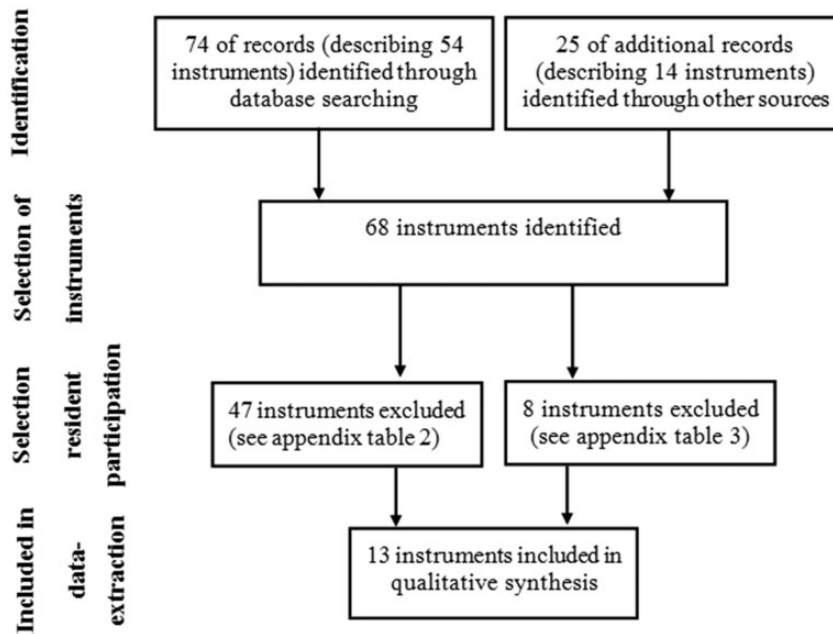 Identification
74 of records (describing 54
instruments) identified through
database searching
25 of additional records
(describing 14 instruments)
identified through other sources
Selection of
instruments
68 instruments identified
Selection
resident
participation
47 instruments excluded
(see appendix table 2)
8 instruments excluded
(see appendix table 3)
Included in
data-
extraction
13 instruments included in
qualitative synthesis